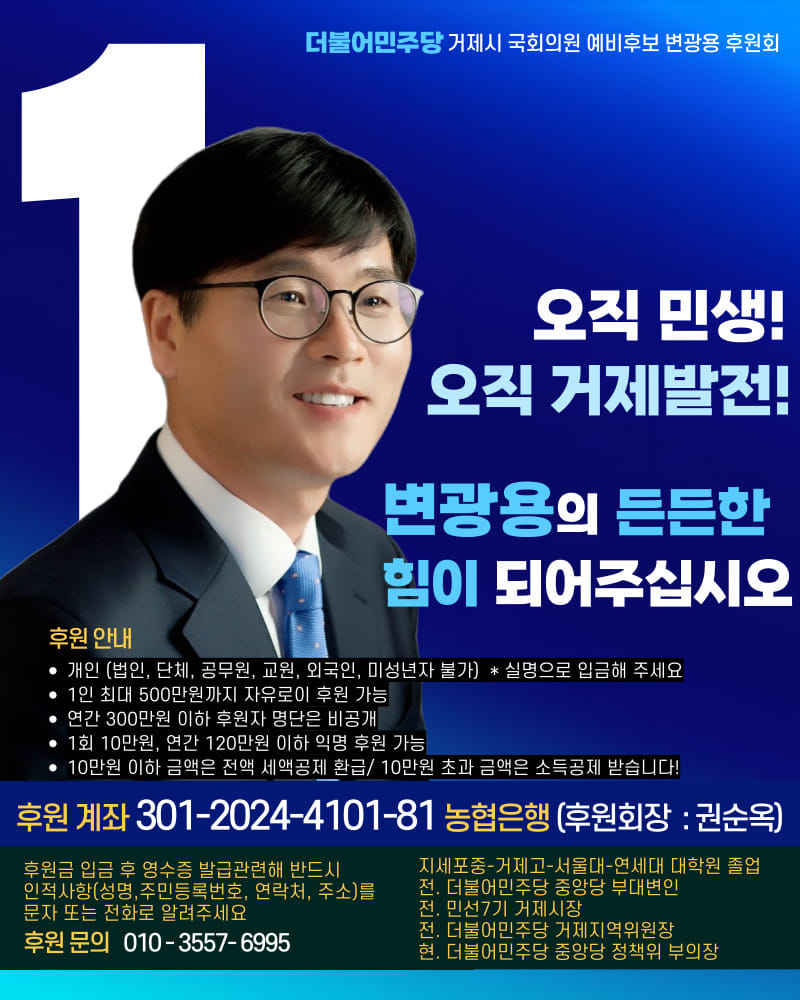 더불어민주당 거제시 국회의원 예비후보 변광용 후원회
1
오직 민생!
오직 거제발전!
변광용의 든든한
힘이 되어주십시오
후원 안내
• 개인 (법인, 단체, 공무원, 교원, 외국인, 미성년자 불가) * 실명으로 입금해 주세요
• 1인 최대 500만원까지 자유로이 후원 가능
• 연간 300만원 이하 후원자 명단은 비공개
• 1회 10만원, 연간 120만원 이하 익명 후원 가능
• 10만원 이하 금액은 전액 세액공제 환급/ 10만원 초과 금액은 소득공제 받습니다!
후원 계좌 301-2024-4101-81 농협은행 (후원회장 : 권순옥)
후원금 입금 후 영수증 발급관련해 반드시
인적사항(성명,주민등록번호, 연락처, 주소)를
문자 또는 전화로 알려주세요
후원 문의 010 - 3557- 6995
지세포중-거제고-서울대-연세대 대학원 졸업
전. 더불어민주당 중앙당 부대변인
전. 민선7기 거제시장
전. 더불어민주당 거제지역위원장
현. 더불어민주당 중앙당 정책위 부의장